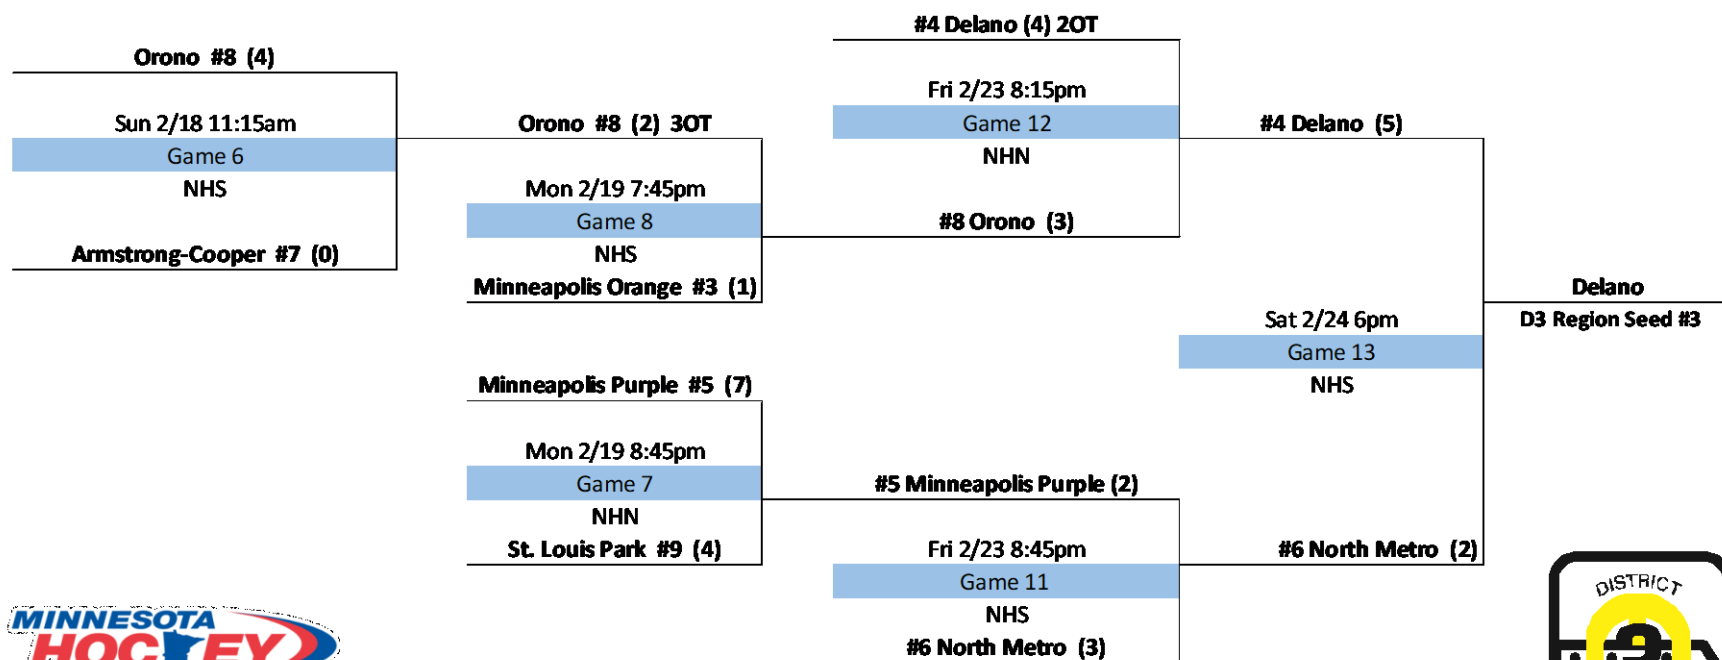 #4 Delano (4) 2OT
Orono #8 (4)
Fri 2/23 8:15pm
Sun 2/18 11:15am
Orono #8 (2) 3OT
Game 12
#4 Delano (5)
Game 6
NHN
NHS
Mon 2/19 7:45pm
Game 8
#8 Orono (3)
Armstrong-Cooper #7 (0)
NHS
Minneapolis Orange #3 (1)
Delano
Sat 2/24 6pm
D3 Region Seed #3
Game 13
Minneapolis Purple #5 (7)
NHS
Mon 2/19 8:45pm
Game 7
#5 Minneapolis Purple (2)
NHN
St. Louis Park #9 (4)
Fri 2/23 8:45pm
#6 North Metro (2)
Game 11
DISTRICT
NHS
MINNESOTA
HOCKEY
#6 North Metro (3)
3